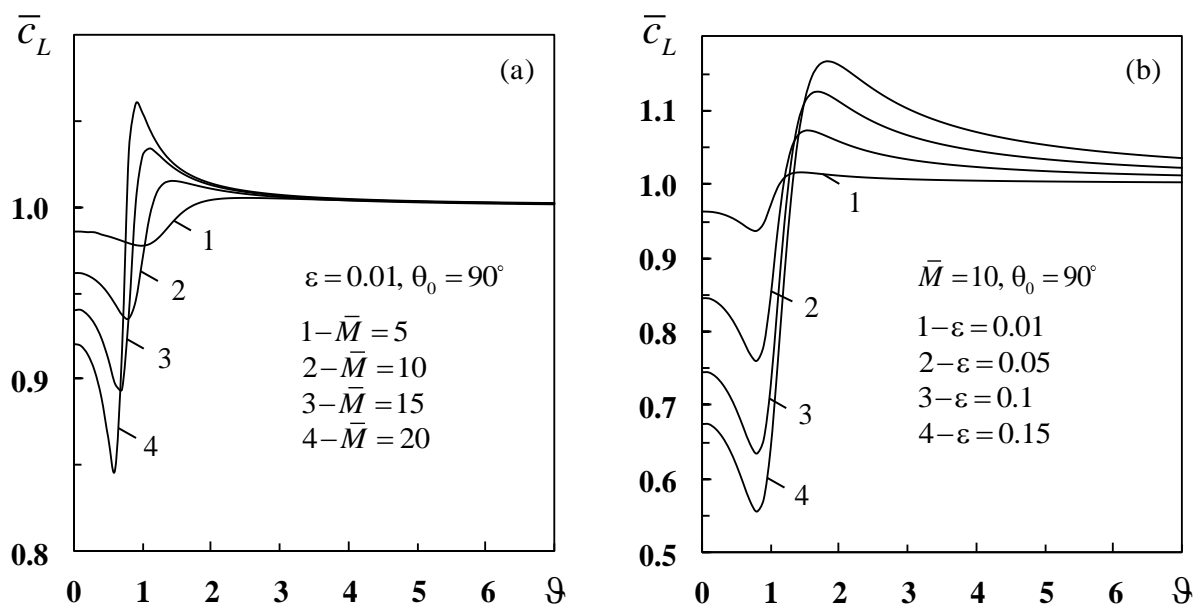 c̄_L
(a)
1.0
0.9
0.8
1
2
3
4
ε = 0.01, θ₀ = 90°
1 – M̄ = 5
2 – M̄ = 10
3 – M̄ = 15
4 – M̄ = 20
0 1 2 3 4 5 6 ϑ
c̄_L
(b)
1.1
1.0
0.9
0.8
0.7
0.6
0.5
1
2
3
4
M̄ = 10, θ₀ = 90°
1 – ε = 0.01
2 – ε = 0.05
3 – ε = 0.1
4 – ε = 0.15
0 1 2 3 4 5 6 ϑ